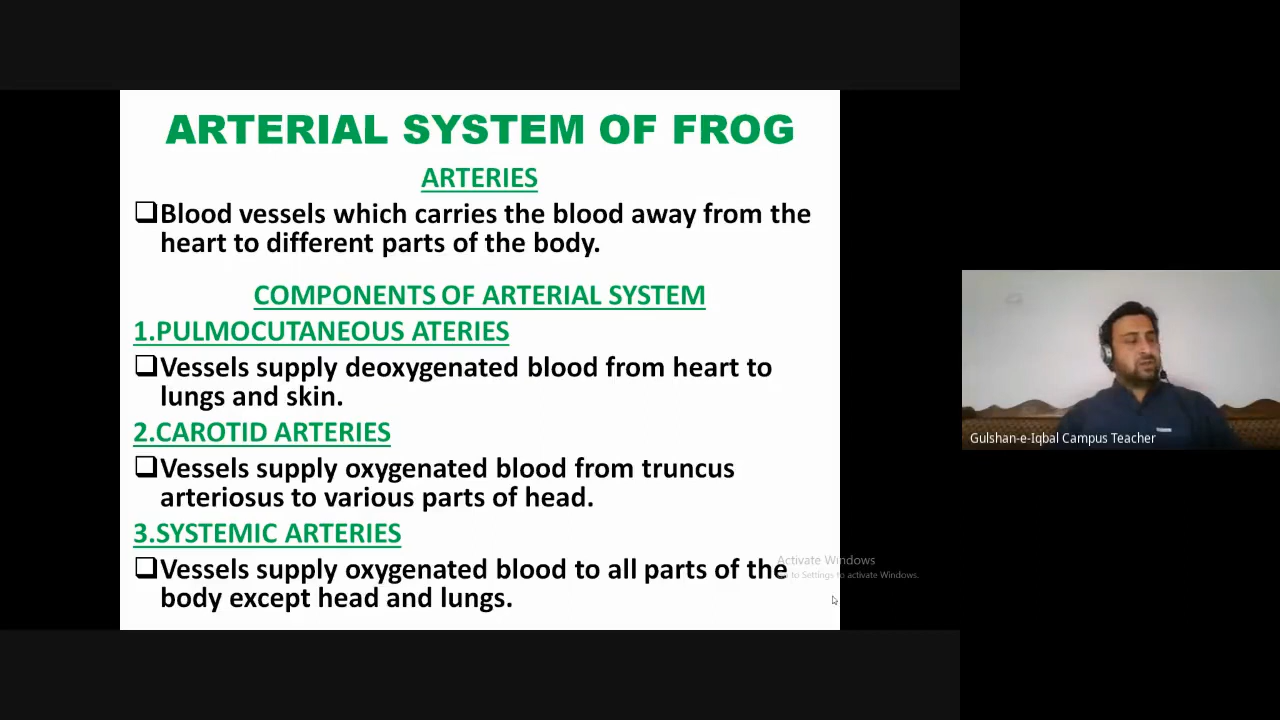 ARTERIAL SYSTEM OF FROG
ARTERIES
❑Blood vessels which carries the blood away from the
heart to different parts of the body.
COMPONENTS OF ARTERIAL SYSTEM
1.PULMOCUTANEOUS ATERIES
❑Vessels supply deoxygenated blood from heart to
lungs and skin.
2.CAROTID ARTERIES
❑Vessels supply oxygenated blood from truncus
arteriosus to various parts of head.
3.SYSTEMIC ARTERIES
❑Vessels supply oxygenated blood to all parts of the
body except head and lungs.
Activate Windows
to Settings to activate Windows.
Gulshan-e-Iqbal Campus Teacher